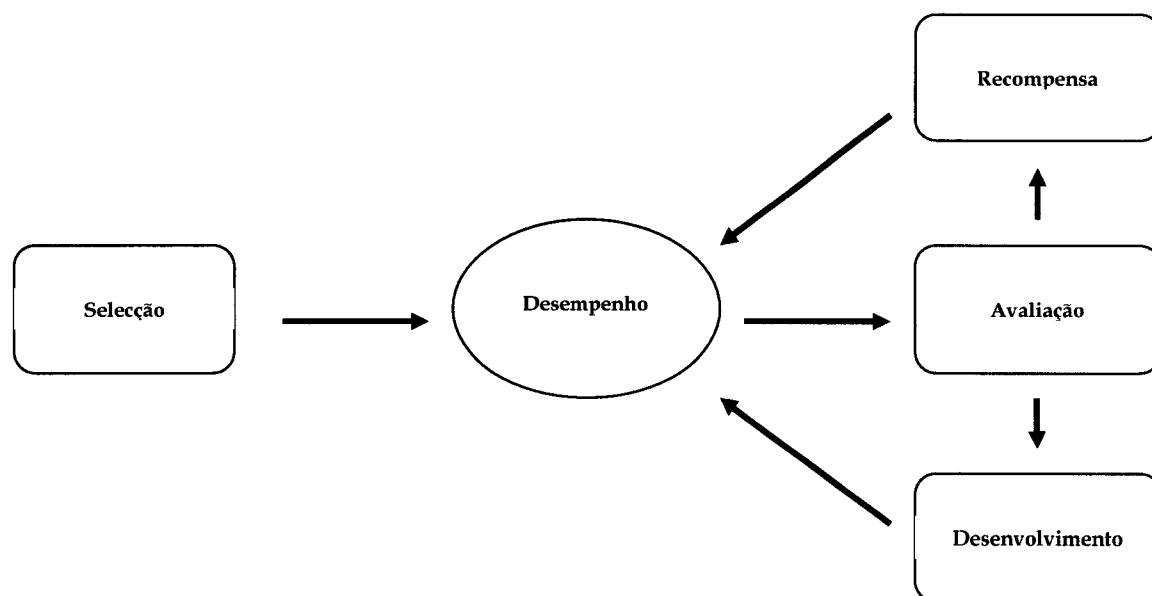 Recompensa
Selecção
Desempenho
Avaliação
Desenvolvimento